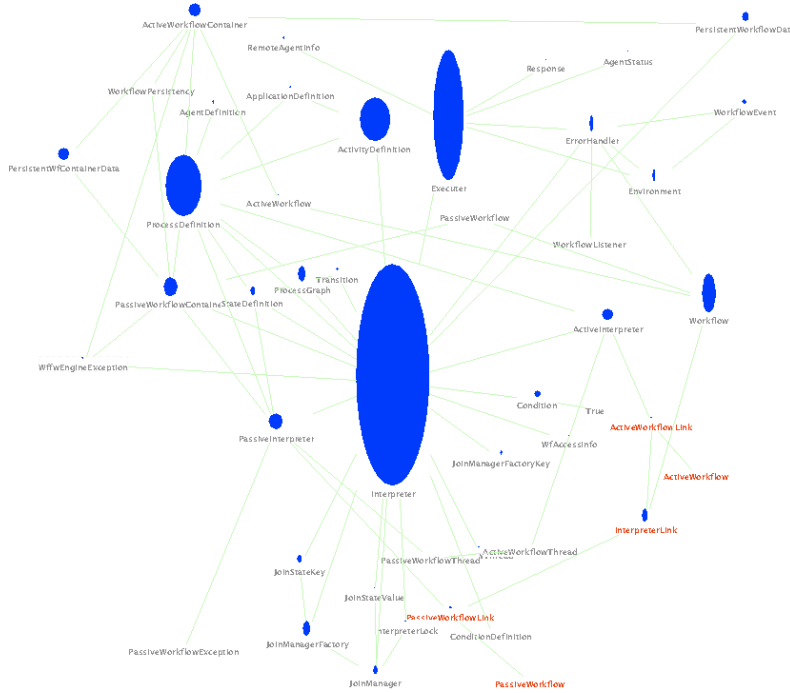 ActiveWorkflowContainer
PersistentWorkflowDat
RemoteAgentInfo
Response
AgentStatus
WorkflowPersistency
ApplicationDefinition
AgentDefinition
WorkflowEvent
ErrorHandler
ActivityDefinition
PersistentWfContainerData
Executer
Environment
ActiveWorkflow
PassiveWorkflow
ProcessDefinition
WorkflowListener
Transition
ProcessGraph
PassiveWorkflowContaine
StateDefinition
Workflow
ActiveInterpreter
WffwEngineException
Condition
True
ActiveWorkflowLink
PassiveInterpreter
WfAccessInfo
JoinManagerFactoryKey
ActiveWorkflow
Interpreter
InterpreterLink
ActiveWorkflowThread
PassiveWorkflowThread
JoinStateKey
JoinStateValue
PassiveWorkflowLink
InterpreterLock
ConditionDefinition
JoinManagerFactory
PassiveWorkflowException
JoinManager
PassiveWorkflow